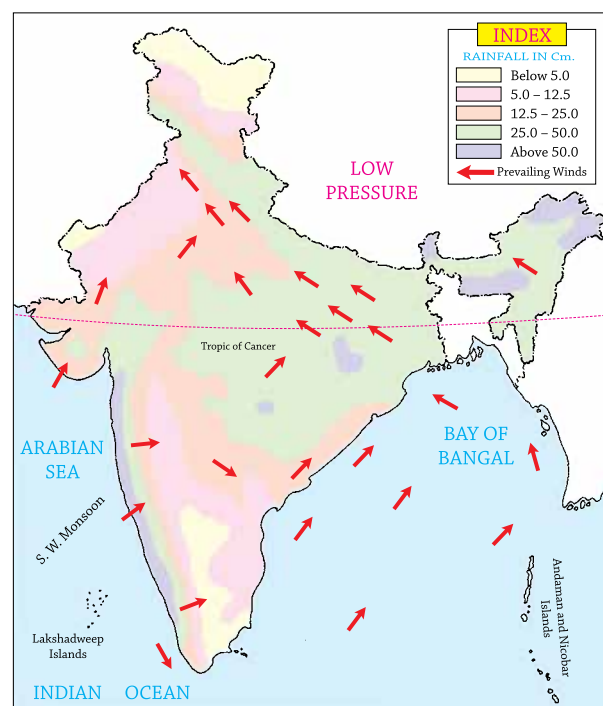 INDEX
RAINFALL IN Cm.
Below 5.0
5.0 – 12.5
12.5 – 25.0
25.0 – 50.0
Above 50.0
Prevailing Winds
LOW
PRESSURE
Tropic of Cancer
ARABIAN
SEA
BAY OF
BANGAL
S. W. Monsoon
Andaman and Nicobar
Islands
Lakshadweep
Islands
INDIAN OCEAN